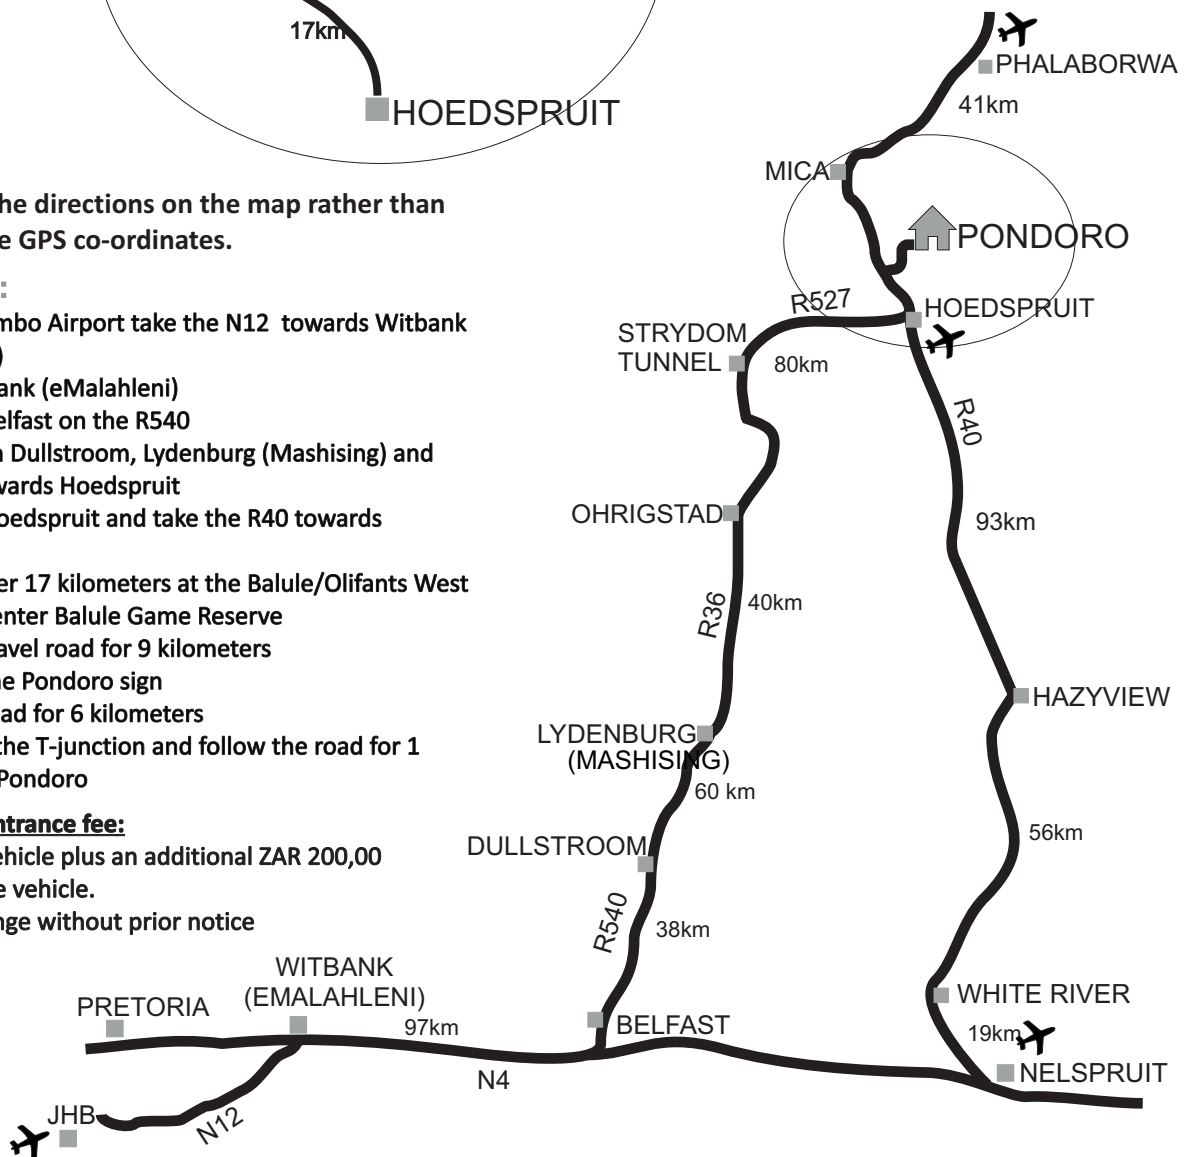 17km
HOEDSPRUIT
he directions on the map rather than
e GPS co-ordinates.
:
mbo Airport take the N12 towards Witbank
)
ank (eMalahleni)
elfast on the R540
n Dullstroom, Lydenburg (Mashising) and
wards Hoedspruit
oedspruit and take the R40 towards
er 17 kilometers at the Balule/Olifants West
enter Balule Game Reserve
avel road for 9 kilometers
ne Pondoro sign
ad for 6 kilometers
the T-junction and follow the road for 1
Pondoro
ntrance fee:
ehicle plus an additional ZAR 200,00
e vehicle.
nge without prior notice
PHALABORWA
41km
MICA
PONDORO
R527
HOEDSPRUIT
STRYDOM
TUNNEL
80km
R40
OHRIGSTAD
93km
R36
40km
HAZYVIEW
LYDENBURG
(MASHISING)
60 km
56km
DULLSTROOM
R540
38km
WITBANK
(EMALAHLENI)
PRETORIA
97km
BELFAST
WHITE RIVER
19km
N4
NELSPRUIT
JHB
N12